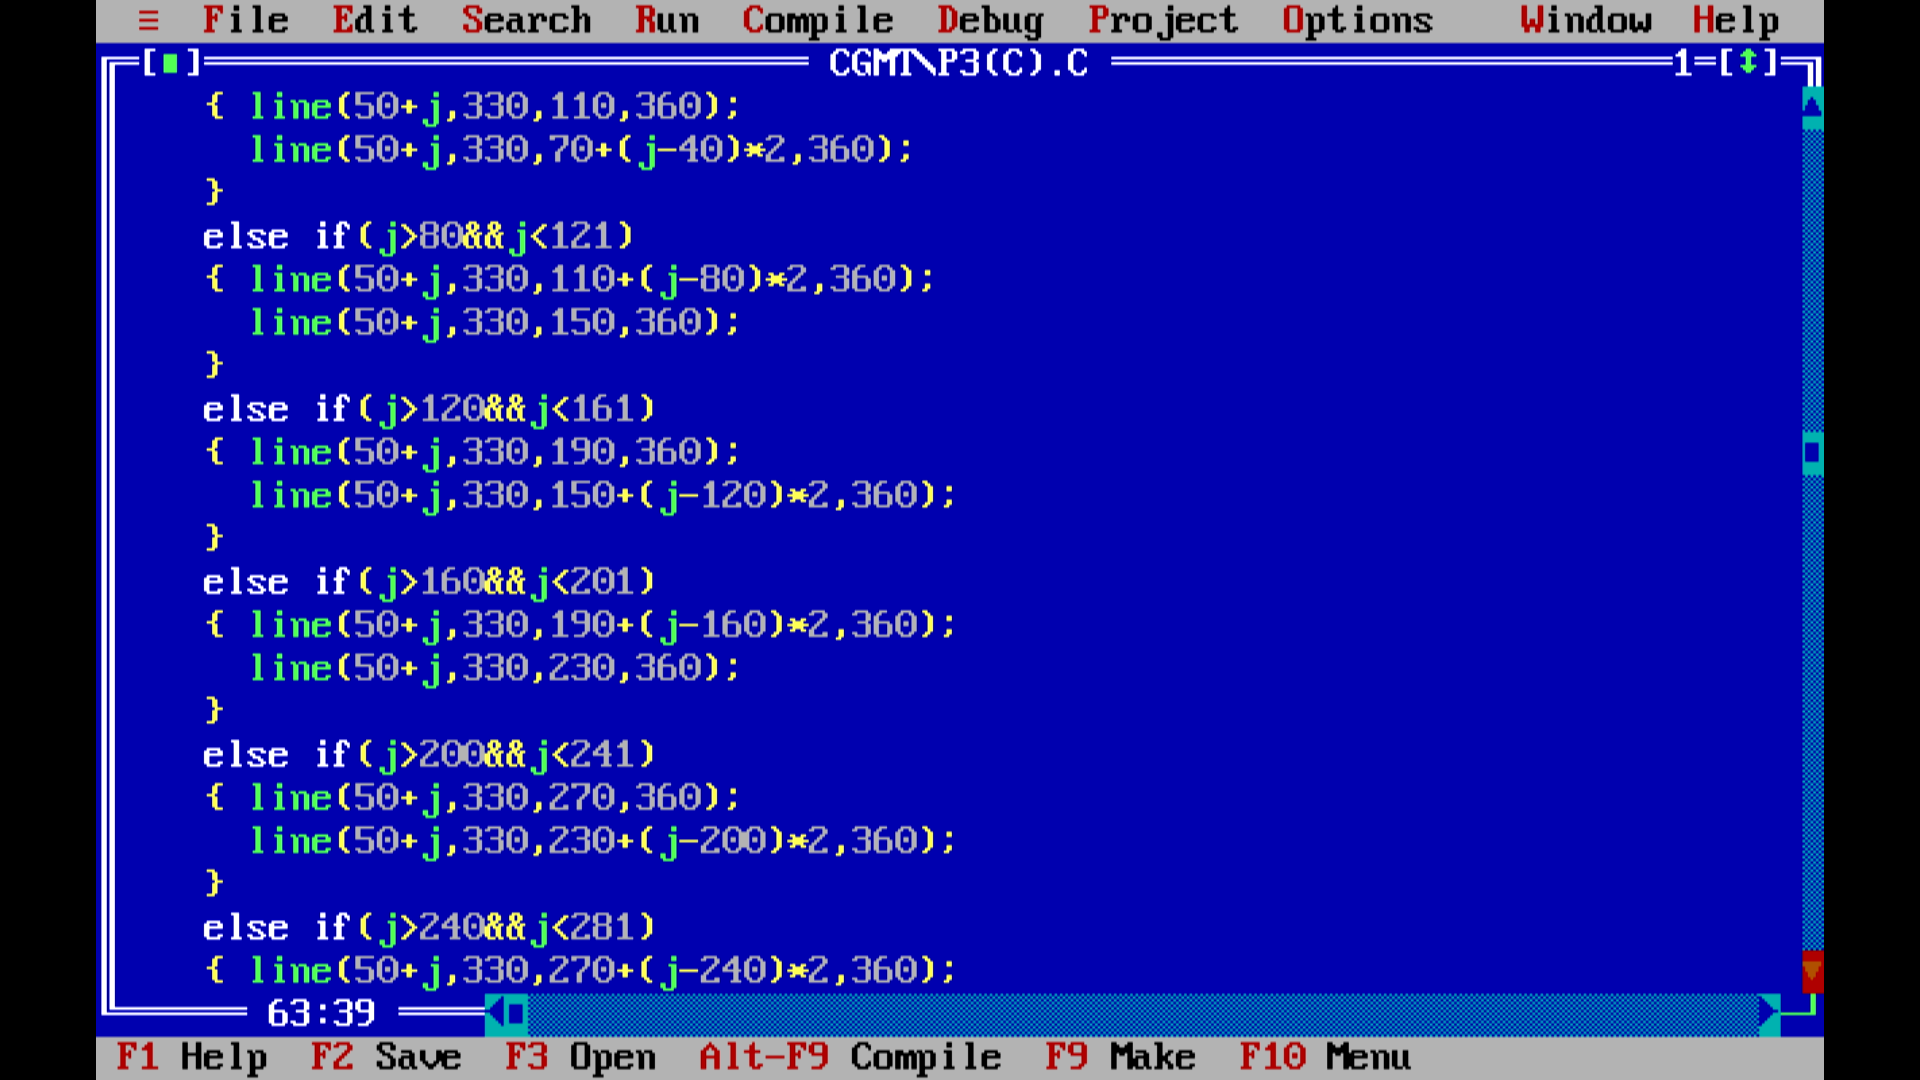 ≡ File Edit Search Run Compile Debug Project Options Window Help
[■] CGMT\P3(C).C 1=[↕]
{ line(50+j,330,110,360);
line(50+j,330,70+(j-40)*2,360);
}
else if(j>80&&j<121)
{ line(50+j,330,110+(j-80)*2,360);
line(50+j,330,150,360);
}
else if(j>120&&j<161)
{ line(50+j,330,190,360);
line(50+j,330,150+(j-120)*2,360);
}
else if(j>160&&j<201)
{ line(50+j,330,190+(j-160)*2,360);
line(50+j,330,230,360);
}
else if(j>200&&j<241)
{ line(50+j,330,270,360);
line(50+j,330,230+(j-200)*2,360);
}
else if(j>240&&j<281)
{ line(50+j,330,270+(j-240)*2,360);
63:39
F1 Help F2 Save F3 Open Alt-F9 Compile F9 Make F10 Menu